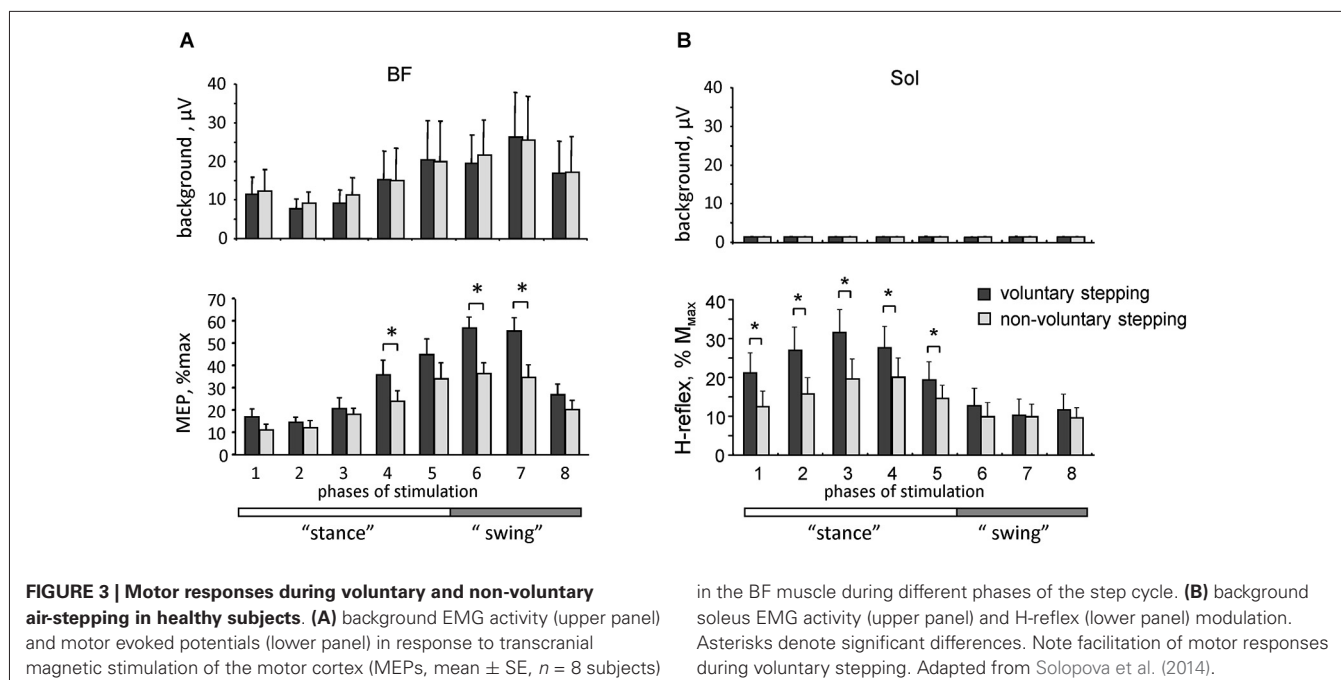 A
BF
background , µV
40
30
20
10
0
MEP, %max
70
60
50
40
30
20
10
0
*
*
*
1 2 3 4 5 6 7 8
phases of stimulation
“stance” “ swing”
B
Sol
background, µV
40
30
20
10
0
H-reflex, % Mmax
40
30
20
10
0
*
*
*
*
*
voluntary stepping
non-voluntary stepping
1 2 3 4 5 6 7 8
phases of stimulation
“stance” “ swing”
FIGURE 3 | Motor responses during voluntary and non-voluntary
air-stepping in healthy subjects. (A) background EMG activity (upper panel)
and motor evoked potentials (lower panel) in response to transcranial
magnetic stimulation of the motor cortex (MEPs, mean ± SE, n = 8 subjects)
in the BF muscle during different phases of the step cycle. (B) background
soleus EMG activity (upper panel) and H-reflex (lower panel) modulation.
Asterisks denote significant differences. Note facilitation of motor responses
during voluntary stepping. Adapted from Solopova et al. (2014).